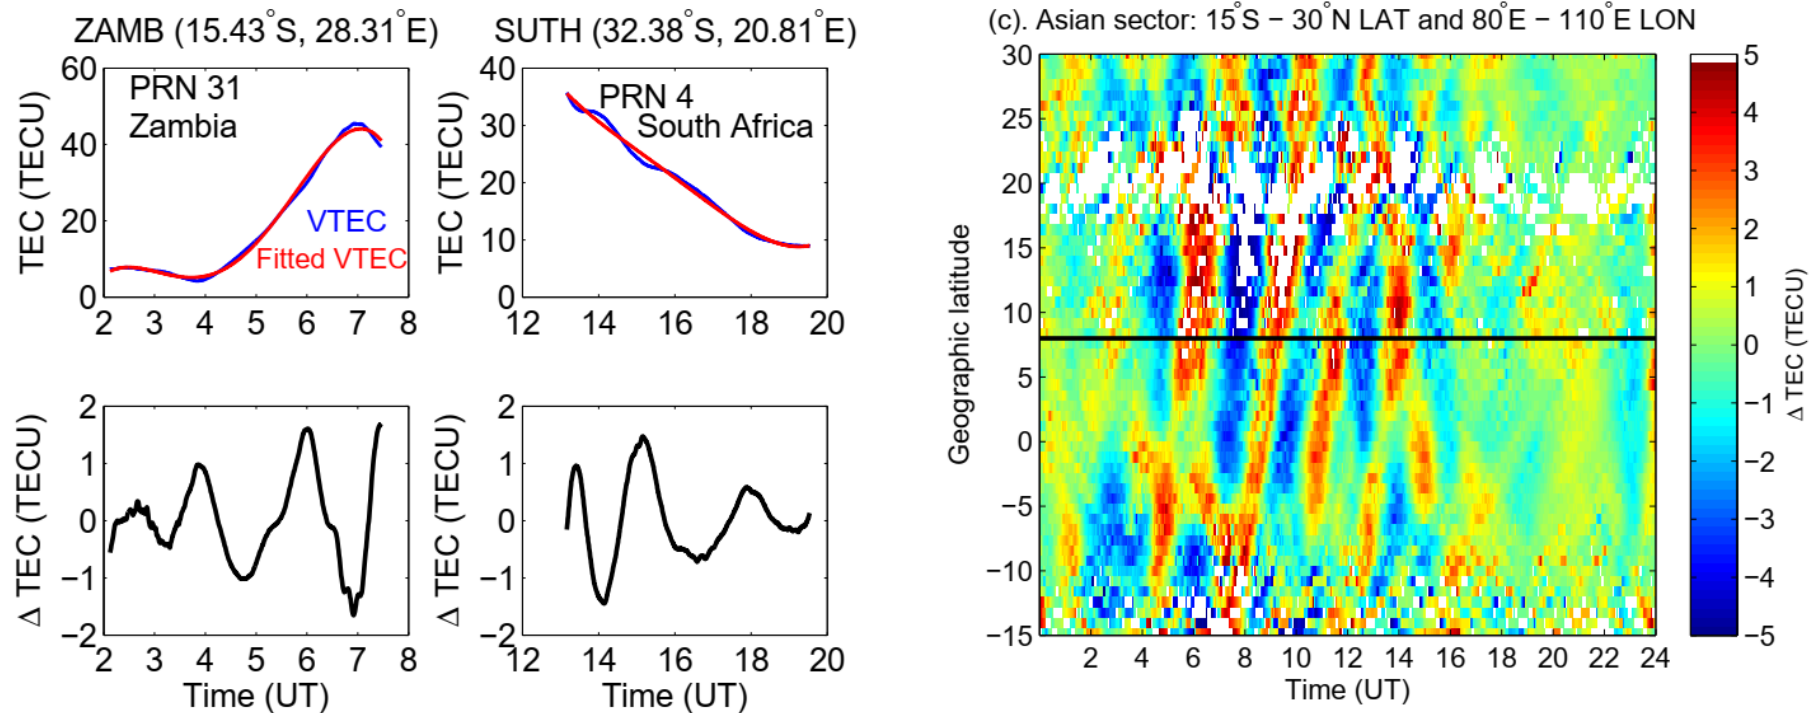 ZAMB (15.43°S, 28.31°E)
60
40
20
0
TEC (TECU)
PRN 31
Zambia
VTEC
Fitted VTEC
2 3 4 5 6 7 8
SUTH (32.38°S, 20.81°E)
40
30
20
10
0
TEC (TECU)
PRN 4
South Africa
12 14 16 18 20
2
1
0
−1
−2
Δ TEC (TECU)
2 3 4 5 6 7 8
Time (UT)
2
1
0
−1
−2
Δ TEC (TECU)
12 14 16 18 20
Time (UT)
(c). Asian sector: 15°S − 30°N LAT and 80°E − 110°E LON
30
25
20
15
10
5
0
−5
−10
−15
Geographic latitude
2 4 6 8 10 12 14 16 18 20 22 24
Time (UT)
5
4
3
2
1
0
−1
−2
−3
−4
−5
Δ TEC (TECU)